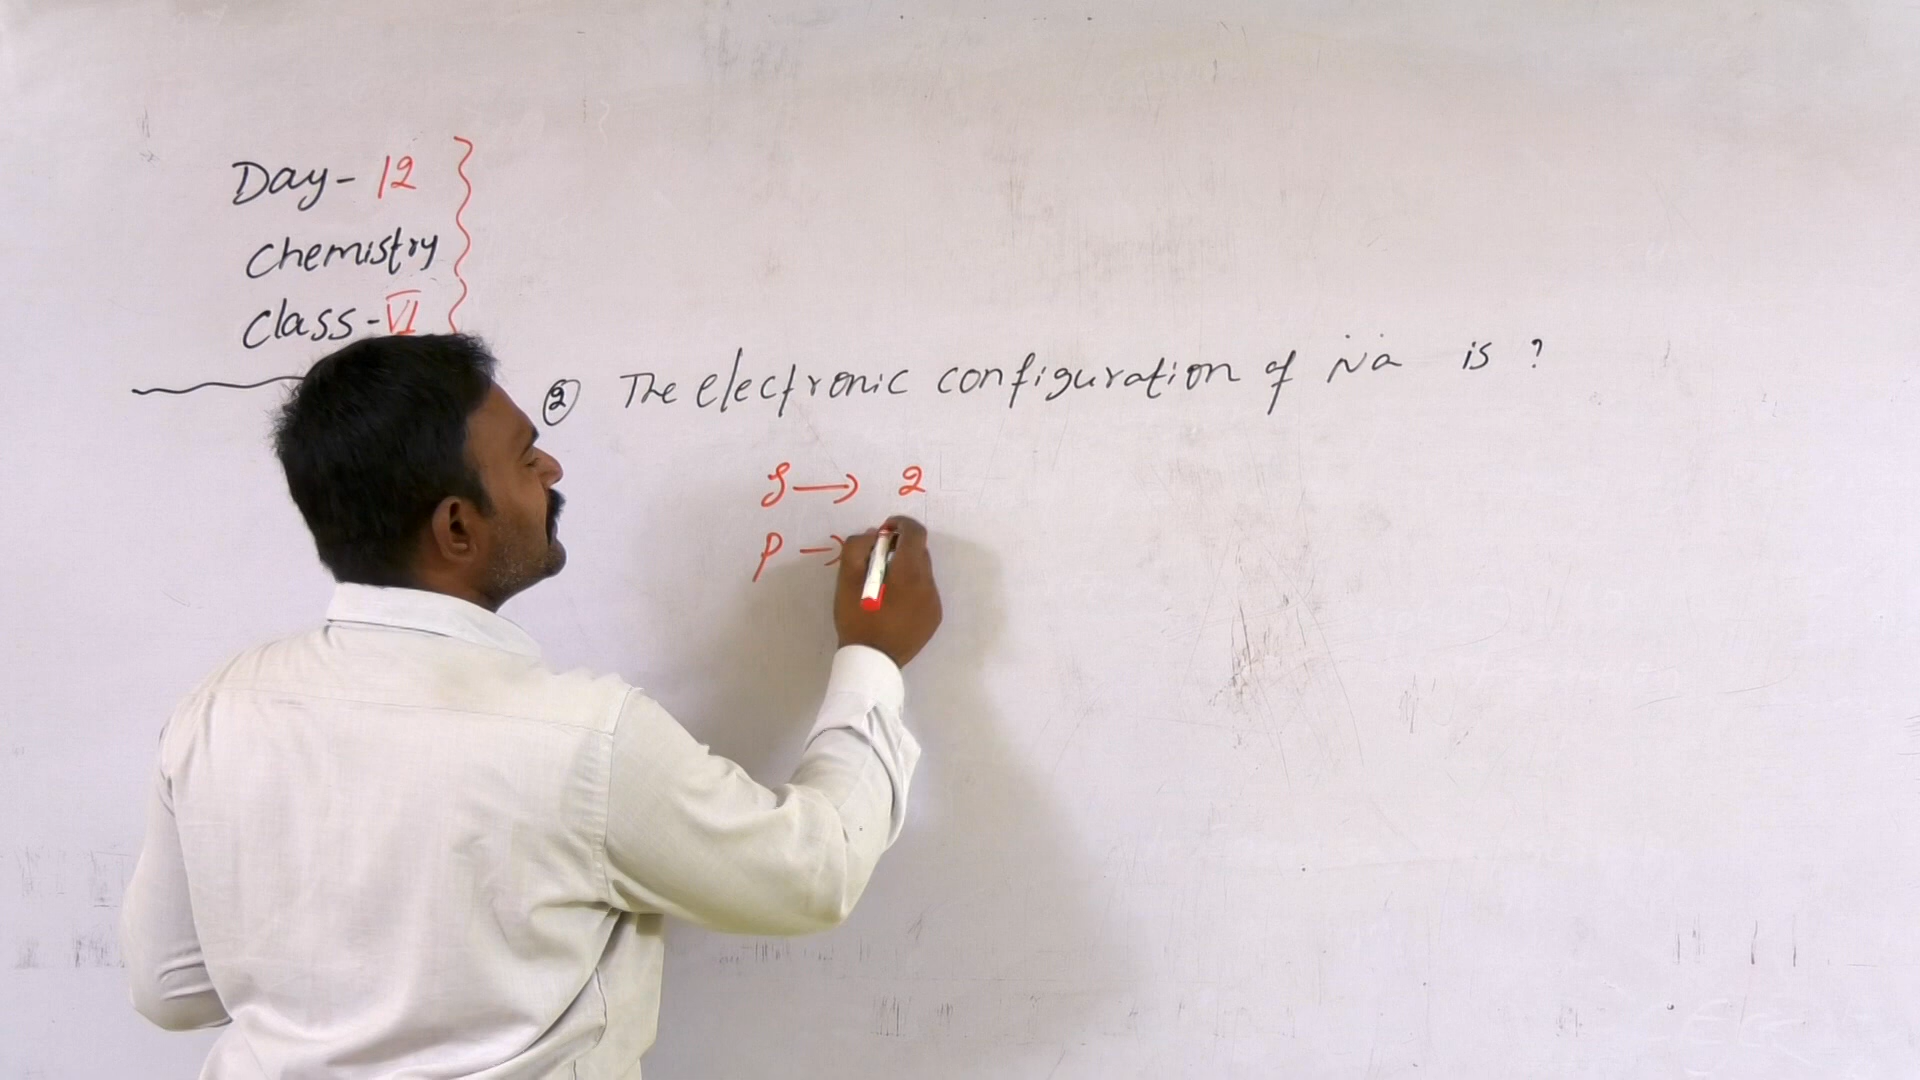 Day- 12
Chemistry
Class- VI
② The electronic configuration of Na is ?
S → 2
P →